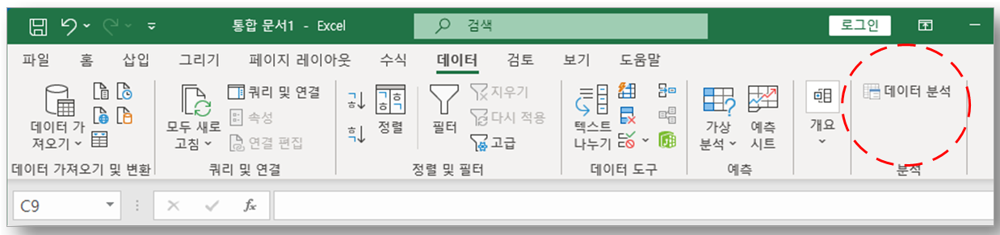 통합 문서1 - Excel 검색 로그인
파일 홈 삽입 그리기 페이지 레이아웃 수식 데이터 검토 보기 도움말
데이터 가
져오기
데이터 가져오기 및 변환
모두 새로
고침
쿼리 및 연결
속성
연결 편집
쿼리 및 연결
정렬
필터
지우기
다시 적용
고급
정렬 및 필터
텍스트
나누기
데이터 도구
가상
분석
예측
시트
예측
개요
데이터 분석
분석
C9 fx